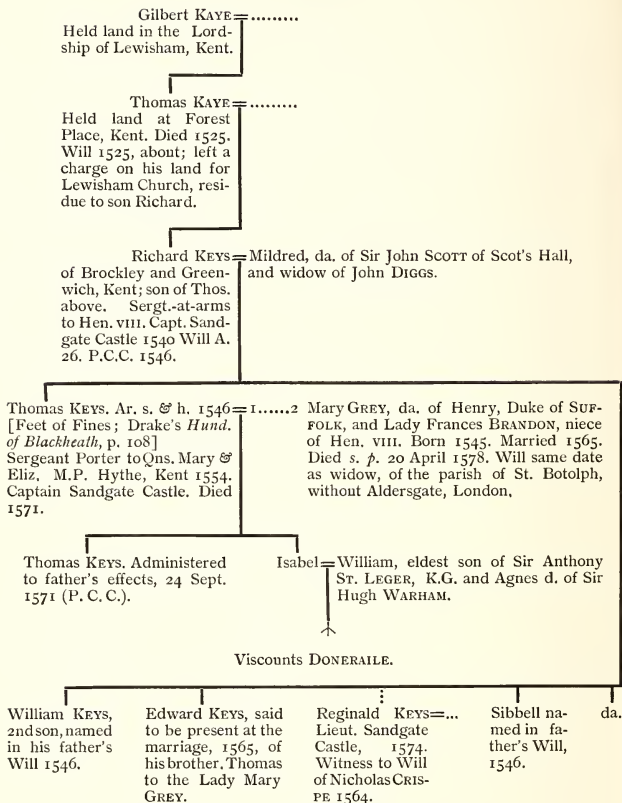 Gilbert KAYE=.........
Held land in the Lord-
ship of Lewisham, Kent.
Thomas KAYE=.........
Held land at Forest
Place, Kent. Died 1525.
Will 1525, about; left a
charge on his land for
Lewisham Church, resi-
due to son Richard.
Richard KEYS=Mildred, da. of Sir John SCOTT of Scot's Hall,
of Brockley and Green-
and widow of John DIGGS.
wich, Kent; son of Thos.
above. Sergt.-at-arms
to Hen. VIII. Capt. Sand-
gate Castle 1540 Will A.
26. P.C.C. 1546.
Thomas KEYS. Ar. s. & h. 1546=1......2
[Feet of Fines; Drake's Hund.
of Blackheath, p. 108]
Sergeant Porter to Qns. Mary &
Eliz. M.P. Hythe, Kent 1554.
Captain Sandgate Castle. Died
1571.
Mary GREY, da. of Henry, Duke of SUF-
FOLK, and Lady Frances BRANDON, niece
of Hen. VIII. Born 1545. Married 1565.
Died s. p. 20 April 1578. Will same date
as widow, of the parish of St. Botolph,
without Aldersgate, London.
Thomas KEYS. Administered
to father's effects, 24 Sept.
1571 (P. C. C.).
Isabel=William, eldest son of Sir Anthony
ST. LEGER, K.G. and Agnes d. of Sir
Hugh WARHAM.
Viscounts DONERAILE.
William KEYS,
2nd son, named
in his father's
Will 1546.
Edward KEYS, said
to be present at the
marriage, 1565, of
his brother. Thomas
to the Lady Mary
GREY.
Reginald KEYS=...
Lieut. Sandgate
Castle, 1574.
Witness to Will
of Nicholas CRIS-
PE 1564.
Sibbell na-
med in fa-
ther's Will,
1546.
da.